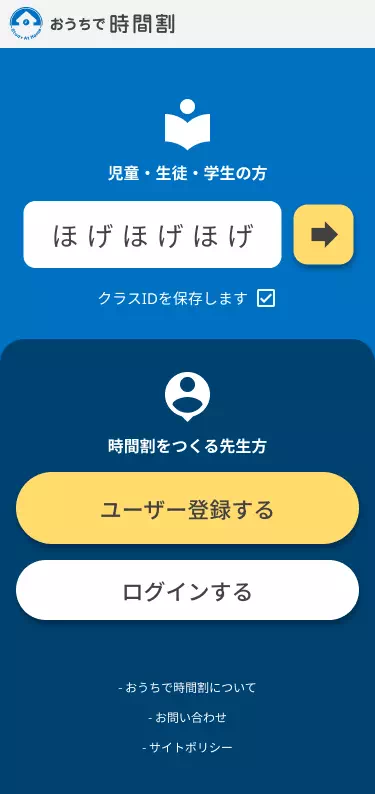 おうちで時間割
児童・生徒・学生の方
ほげほげほげ
クラスIDを保存します
時間割をつくる先生方
ユーザー登録する
ログインする
- おうちで時間割について
- お問い合わせ
- サイトポリシー